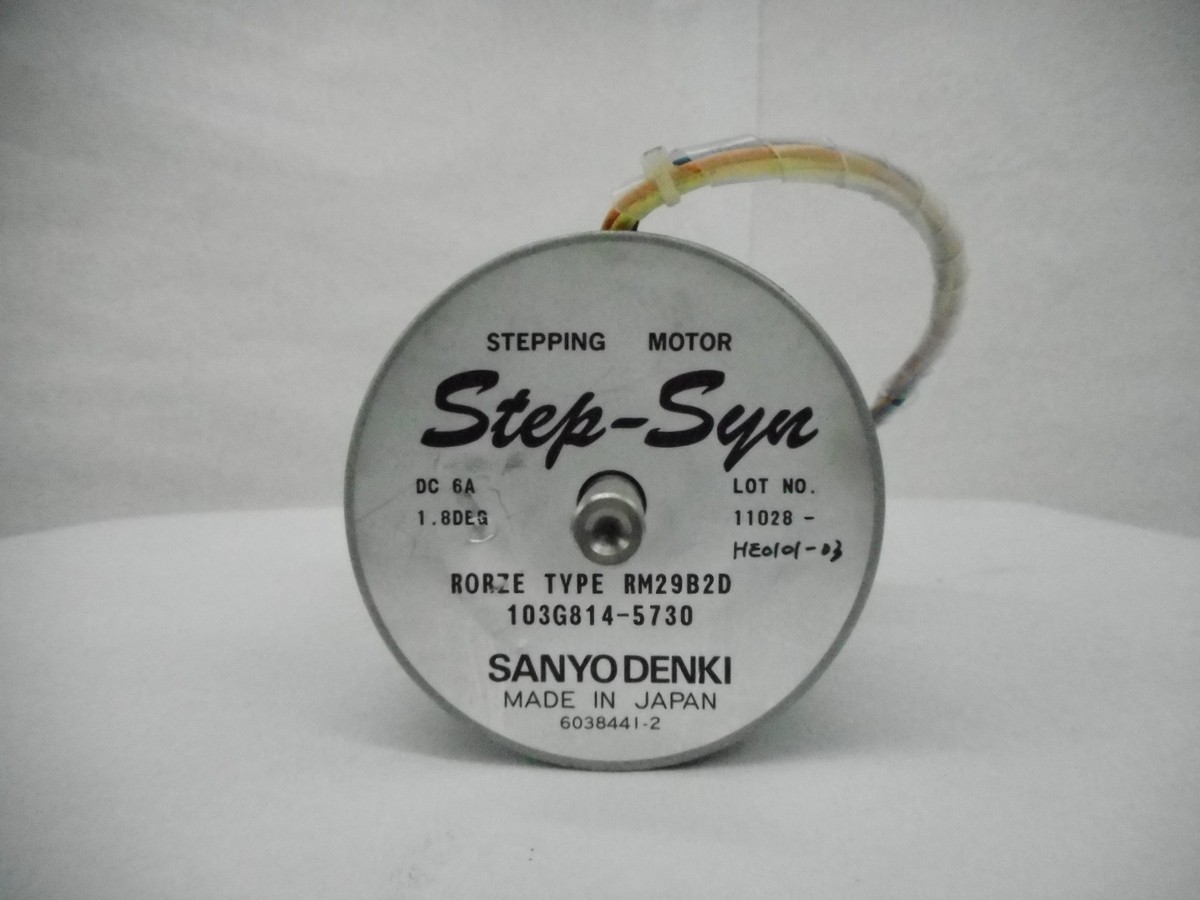 STEPPING MOTOR
Step-Syn
DC 6A
1.8DEG
LOT NO.
11028 -
HE0101-03
RORZE TYPE RM29B2D
103G814-5730
SANYO DENKI
MADE IN JAPAN
6038441-2